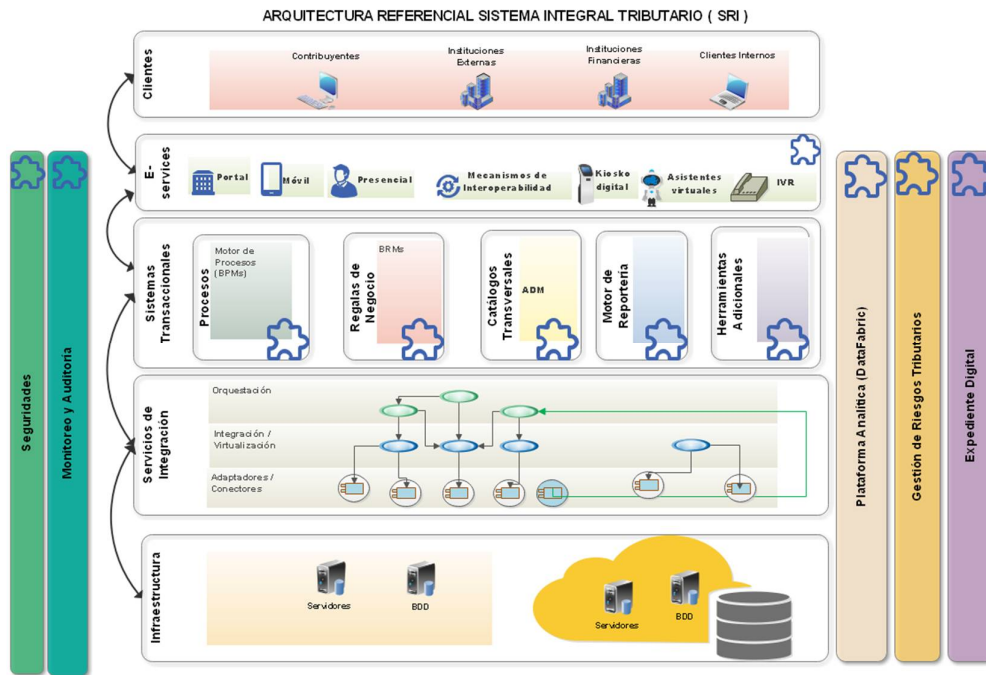 ARQUITECTURA REFERENCIAL SISTEMA INTEGRAL TRIBUTARIO ( SRI )
Clientes
Contribuyentes
Instituciones
Externas
Instituciones
Financieras
Clientes Internos
E-
services
Portal
Móvil
Presencial
Mecanismos de
Interoperabilidad
Kiosko
digital
Asistentes
virtuales
IVR
Sistemas
Transaccionales
Procesos
Motor de
Procesos
(BPMs)
Regalas de
Negocio
BRMs
Catálogos
Transversales
ADM
Motor de
Reportería
Herramientas
Adicionales
Servicios de
Integración
Orquestación
Integración /
Virtualización
Adaptadores /
Conectores
Infraestructura
Servidores
BDD
Servidores
BDD
Seguridades
Monitoreo y Auditoría
Plataforma Analítica (DataFabric)
Gestión de Riesgos Tributarios
Expediente Digital